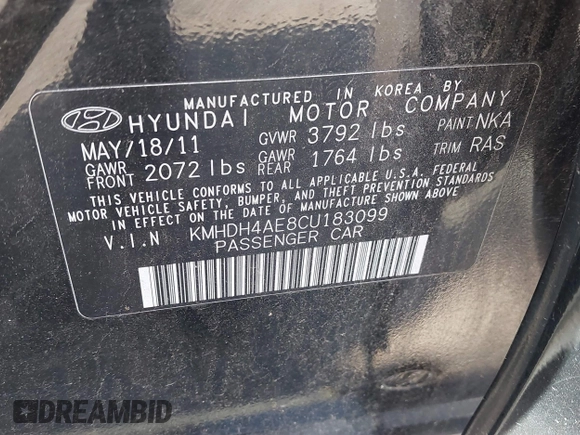 MANUFACTURED IN KOREA BY
HYUNDAI MOTOR COMPANY
MAY/18/11 GVWR 3792 lbs PAINT NKA
GAWR FRONT 2072 lbs GAWR REAR 1764 lbs TRIM RAS
THIS VEHICLE CONFORMS TO ALL APPLICABLE U.S.A. FEDERAL
MOTOR VEHICLE SAFETY, BUMPER, AND THEFT PREVENTION STANDARDS
IN EFFECT ON THE DATE OF MANUFACTURE SHOWN ABOVE
V.I.N KMHDH4AE8CU183099
PASSENGER CAR
DREAMBID